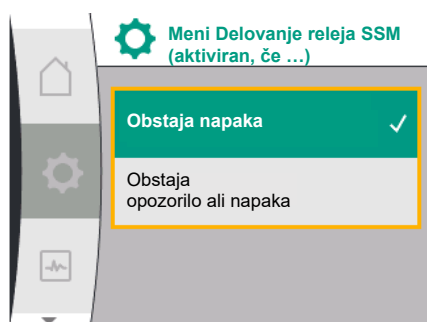 Meni Delovanje releja SSM
(aktiviran, če …)
Obstaja napaka
Obstaja
opozorilo ali napaka